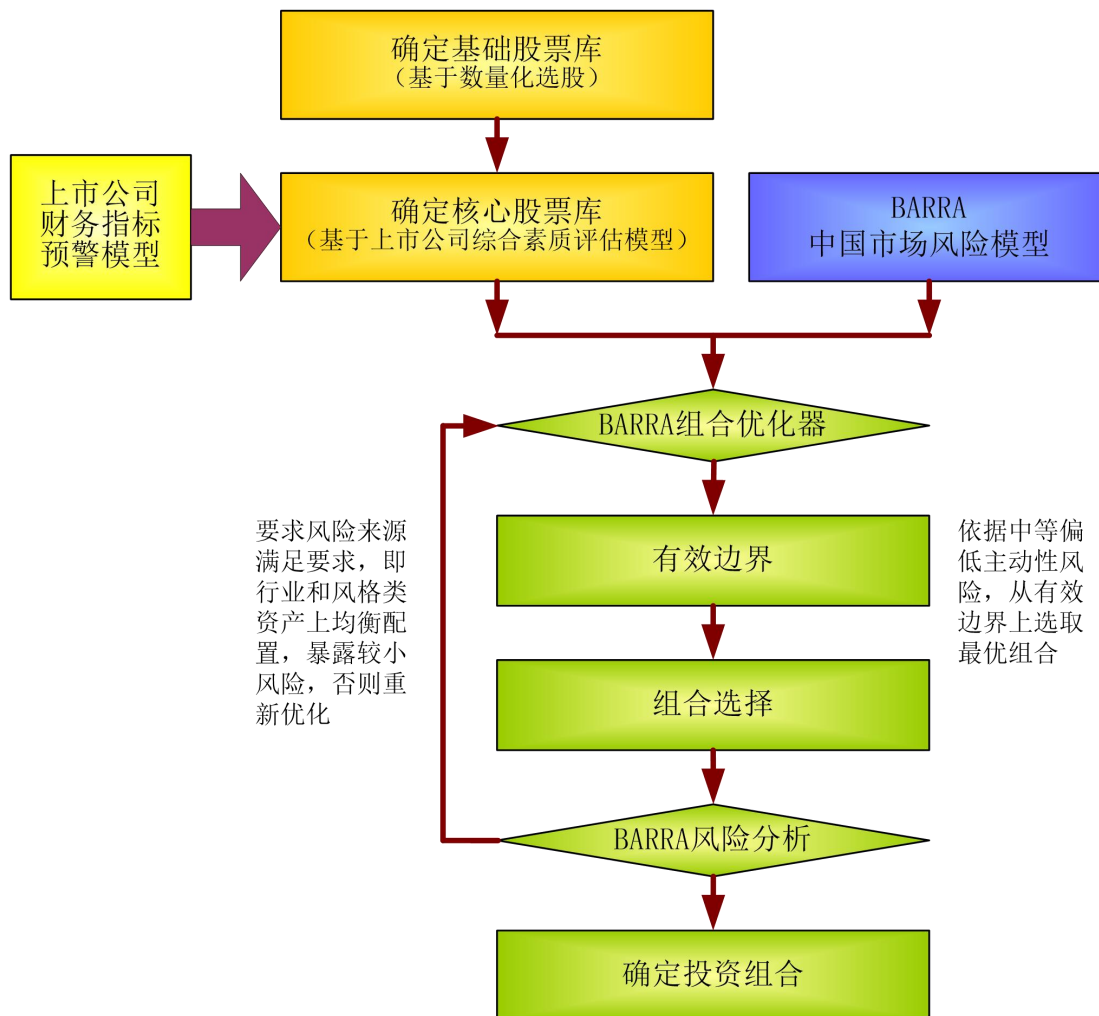 确定基础股票库
（基于数量化选股）
上市公司
财务指标
预警模型
确定核心股票库
（基于上市公司综合素质评估模型）
BARRA
中国市场风险模型
BARRA组合优化器
要求风险来源
满足要求，即
行业和风格类
资产上均衡配
置，暴露较小
风险，否则重
新优化
有效边界
依据中等偏
低主动性风
险，从有效
边界上选取
最优组合
组合选择
BARRA风险分析
确定投资组合